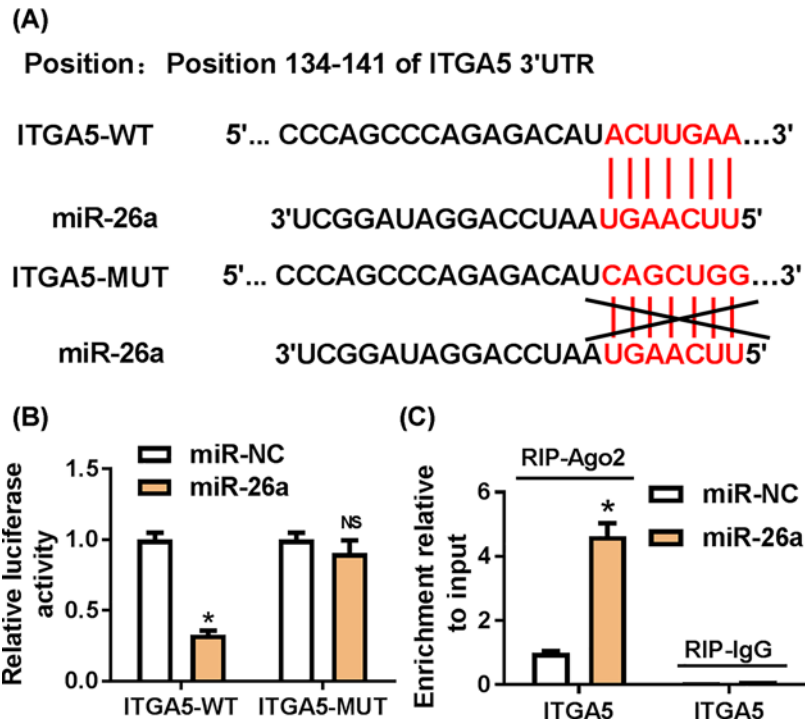 (A)
Position: Position 134-141 of ITGA5 3'UTR
ITGA5-WT 5'... CCCAGCCCAGAGACAUACUUGAA...3'
miR-26a 3'UCGGAUAGGACCUAAUGAACUU5'
ITGA5-MUT 5'... CCCAGCCCAGAGACAUCAGCUGG...3'
miR-26a 3'UCGGAUAGGACCUAAUGAACUU5'
(B)
miR-NC
miR-26a
Relative luciferase activity
1.5
1.0
0.5
0.0
*
NS
ITGA5-WT
ITGA5-MUT
(C)
RIP-Ago2
miR-NC
miR-26a
Enrichment relative to input
6
4
2
0
*
RIP-IgG
ITGA5
ITGA5